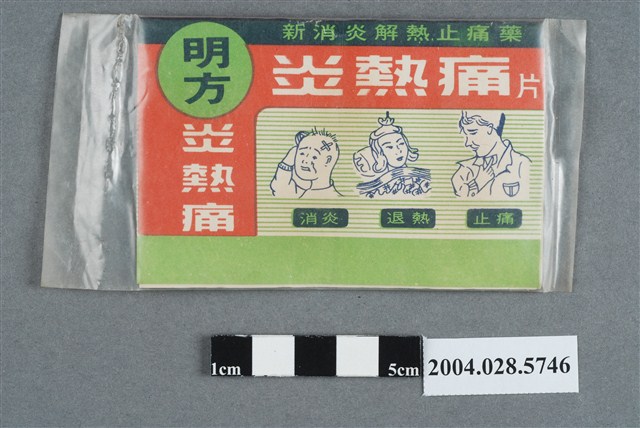 新消炎解熱止痛藥
明方
炎熱痛片
炎熱痛
消炎
退熱
止痛
1cm
5cm
2004.028.5746